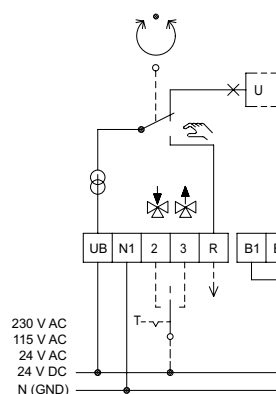 U
UB N1 2 3 R B1
T
230 V AC
115 V AC
24 V AC
24 V DC
N (GND)